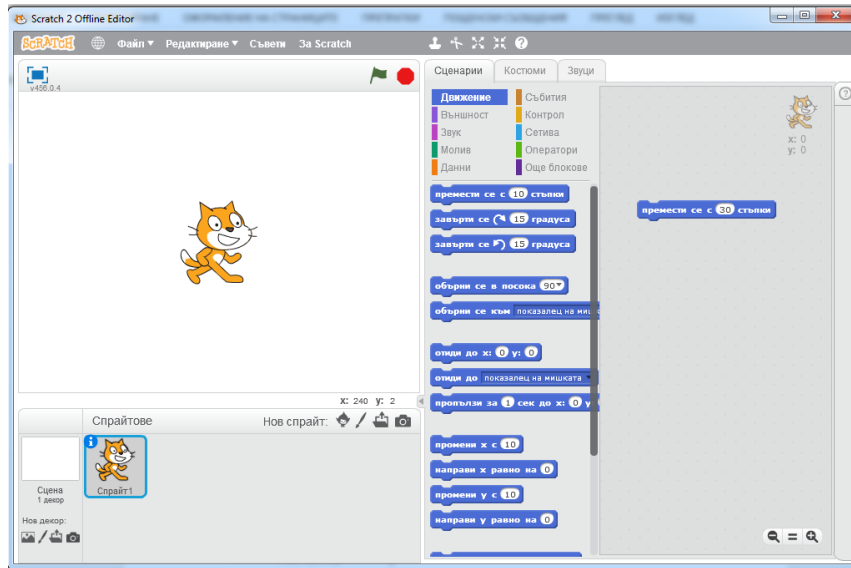 Scratch 2 Offline Editor
SCRATCH Файл Редактиране Съвети За Scratch
v456.0.4
Сценарии Костюми Звуци
Движение Събития
Външност Контрол
Звук Сетива
Молив Оператори
Данни Още блокове
x: 0
y: 0
премести се с 10 стъпки
завърти се 15 градуса
завърти се 15 градуса
обърни се в посока 90
обърни се към показалец на
отиди до x: 0 y: 0
отиди до показалец на мишката
пропълзи за 1 сек до x: 0 y
промени x с 10
направи x равно на 0
промени y с 10
направи y равно на 0
премести се с 30 стъпки
x: 240 y: 2
Спрайтове Нов спрайт:
Сцена
1 декор
Спрайт1
Нов декор: